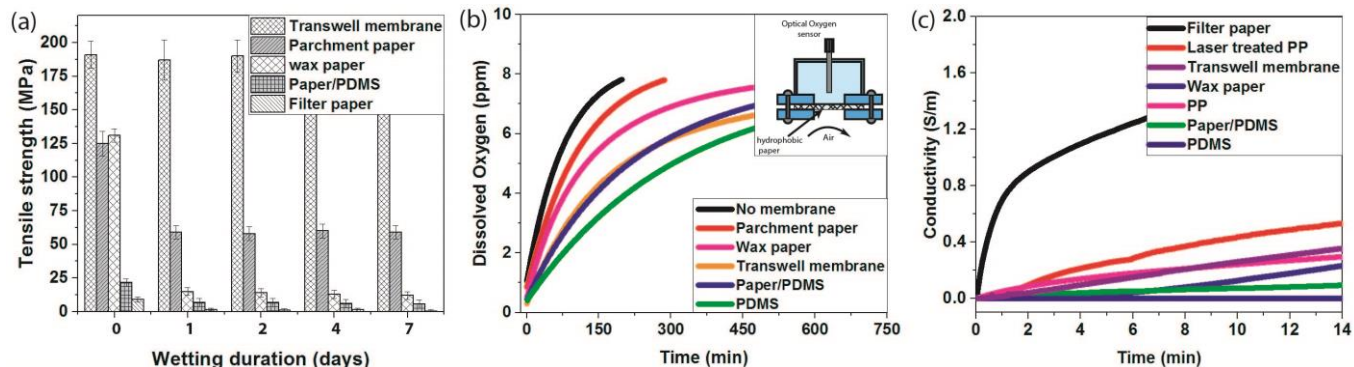 (a)
Transwell membrane
Parchment paper
wax paper
Paper/PDMS
Filter paper
Tensile strength (MPa)
200
175
150
125
100
75
50
25
0
0 1 2 4 7
Wetting duration (days)
(b)
Dissolved Oxygen (ppm)
10
8
6
4
2
0
Optical Oxygen
sensor
hydrophobic
paper
Air
No membrane
Parchment paper
Wax paper
Transwell membrane
Paper/PDMS
PDMS
0 150 300 450 600 750
Time (min)
(c)
Conductivity (S/m)
2.0
1.6
1.2
0.8
0.4
0.0
Filter paper
Laser treated PP
Transwell membrane
Wax paper
PP
Paper/PDMS
PDMS
0 2 4 6 8 10 12 14
Time (min)